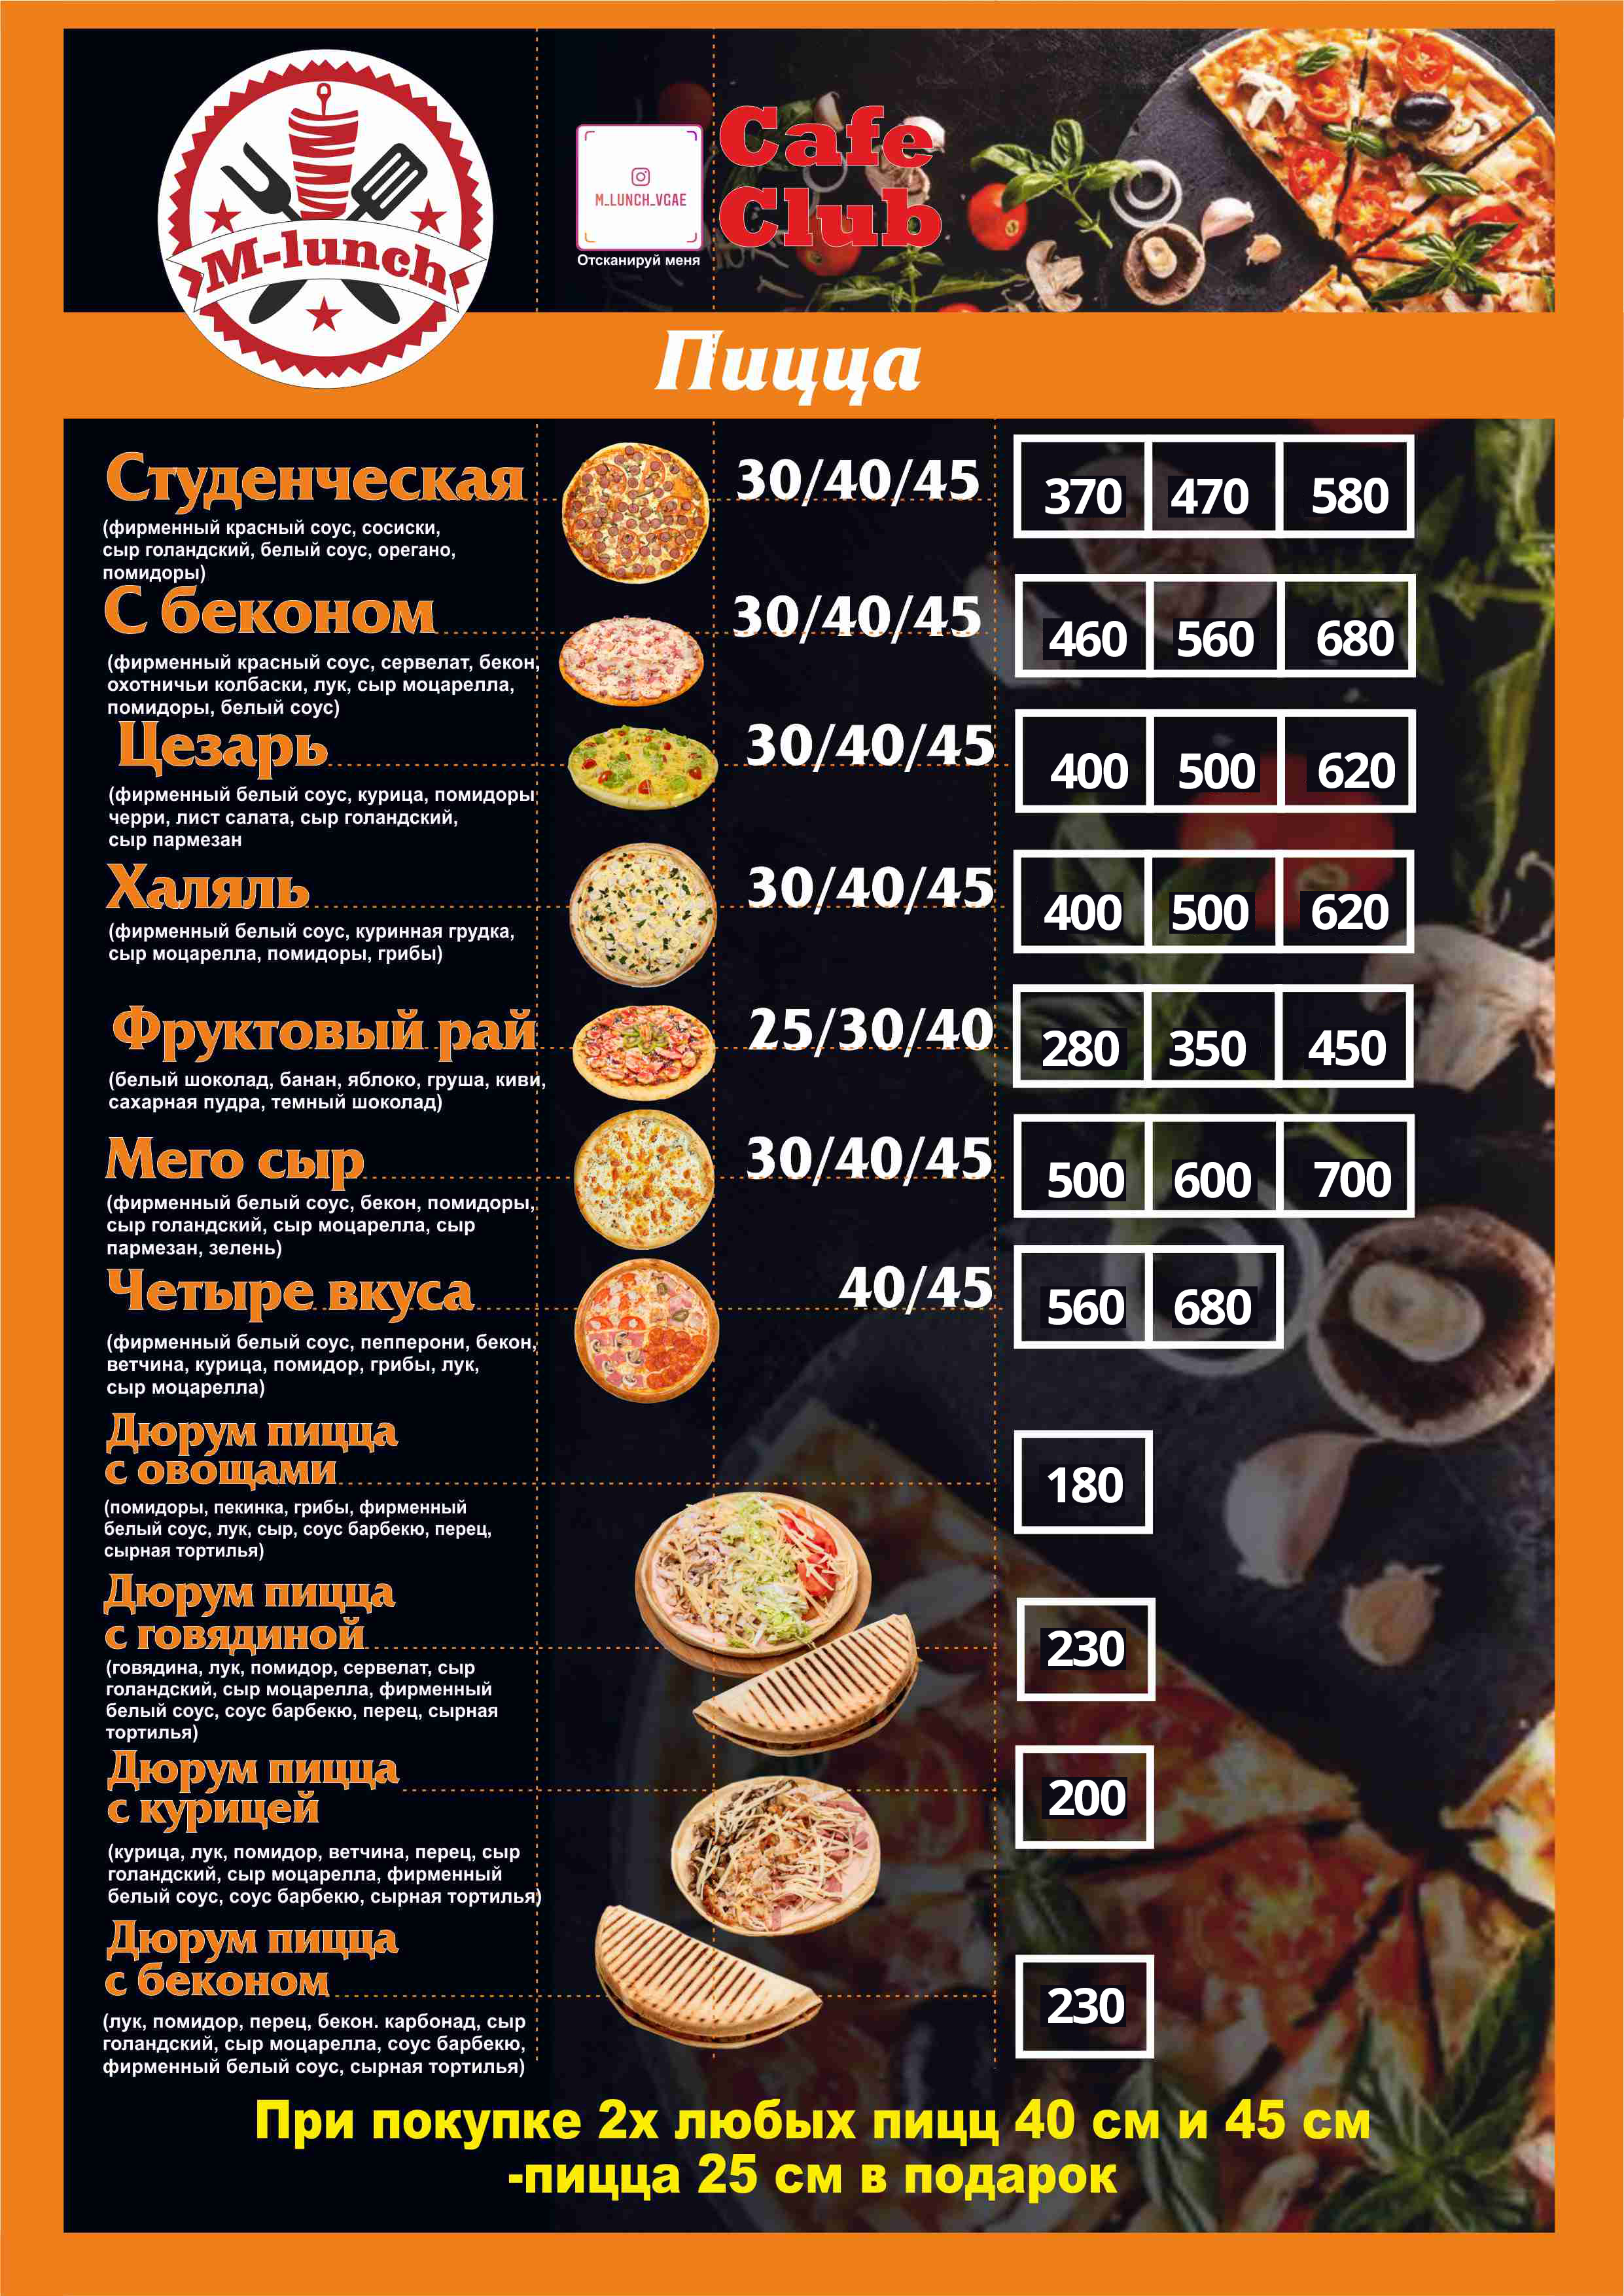 M-lunch
M_LUNCH_VGAE
Отсканируй меня
Cafe
Club
Пицца
Студенческая 30/40/45 370 470 580
(фирменный красный соус, сосиски,
сыр голандский, белый соус, орегано,
помидоры)
С беконом 30/40/45 460 560 680
(фирменный красный соус, сервелат, бекон,
охотничьи колбаски, лук, сыр моцарелла,
помидоры, белый соус)
Цезарь 30/40/45 400 500 620
(фирменный белый соус, курица, помидоры
черри, лист салата, сыр голандский,
сыр пармезан
Халяль 30/40/45 400 500 620
(фирменный белый соус, куринная грудка,
сыр моцарелла, помидоры, грибы)
Фруктовый рай 25/30/40 280 350 450
(белый шоколад, банан, яблоко, груша, киви,
сахарная пудра, темный шоколад)
Мего сыр 30/40/45 500 600 700
(фирменный белый соус, бекон, помидоры,
сыр голандский, сыр моцарелла, сыр
пармезан, зелень)
Четыре вкуса 40/45 560 680
(фирменный белый соус, пепперони, бекон,
ветчина, курица, помидор, грибы, лук,
сыр моцарелла)
Дюрум пицца
с овощами 180
(помидоры, пекинка, грибы, фирменный
белый соус, лук, сыр, соус барбекю, перец,
сырная тортилья)
Дюрум пицца
с говядиной 230
(говядина, лук, помидор, сервелат, сыр
голандский, сыр моцарелла, фирменный
белый соус, соус барбекю, перец, сырная
тортилья)
Дюрум пицца
с курицей 200
(курица, лук, помидор, ветчина, перец, сыр
голандский, сыр моцарелла, фирменный
белый соус, соус барбекю, сырная тортилья)
Дюрум пицца
с беконом 230
(лук, помидор, перец, бекон. карбонад, сыр
голандский, сыр моцарелла, соус барбекю,
фирменный белый соус, сырная тортилья)
При покупке 2х любых пицц 40 см и 45 см
-пицца 25 см в подарок